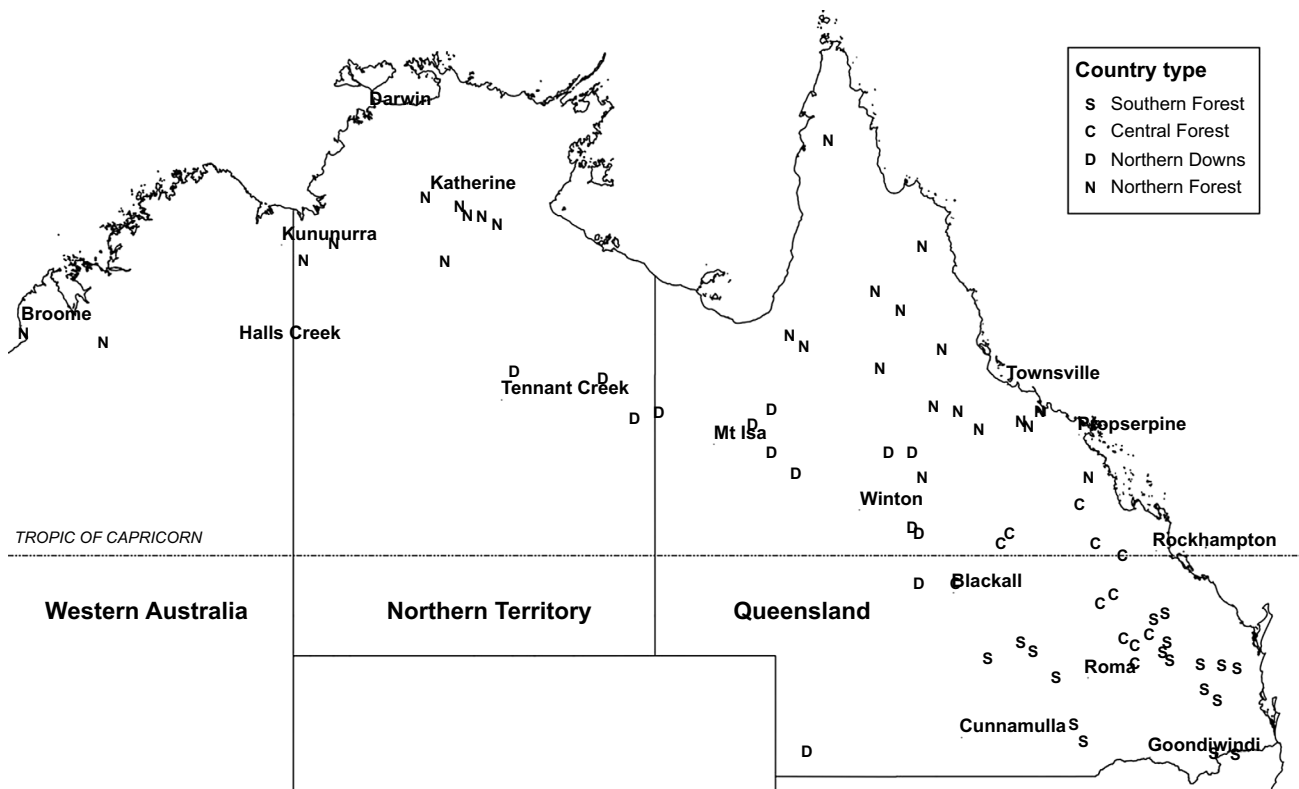 Country type
S Southern Forest
C Central Forest
D Northern Downs
N Northern Forest
Darwin
N
Katherine
N
N
N N
N
Kununurra
N
N
N
N
Broome
N
N
Halls Creek
N
N
N
N
N
N
N
D
D
Tennant Creek
D
D
Townsville
D
D
Mt Isa
D
D
N
N
N
N
N
N
Propserpine
D
D
N
N
Winton
C
TROPIC OF CAPRICORN
D
D
C
C
C
C
Rockhampton
D
C
Blackall
Western Australia
Northern Territory
Queensland
C
C
S
S
C
C
C
S
S
S
C
Roma
S
S
S
S
S
S
S
S
S
Cunnamulla
S
S
D
Goondiwindi
S
S